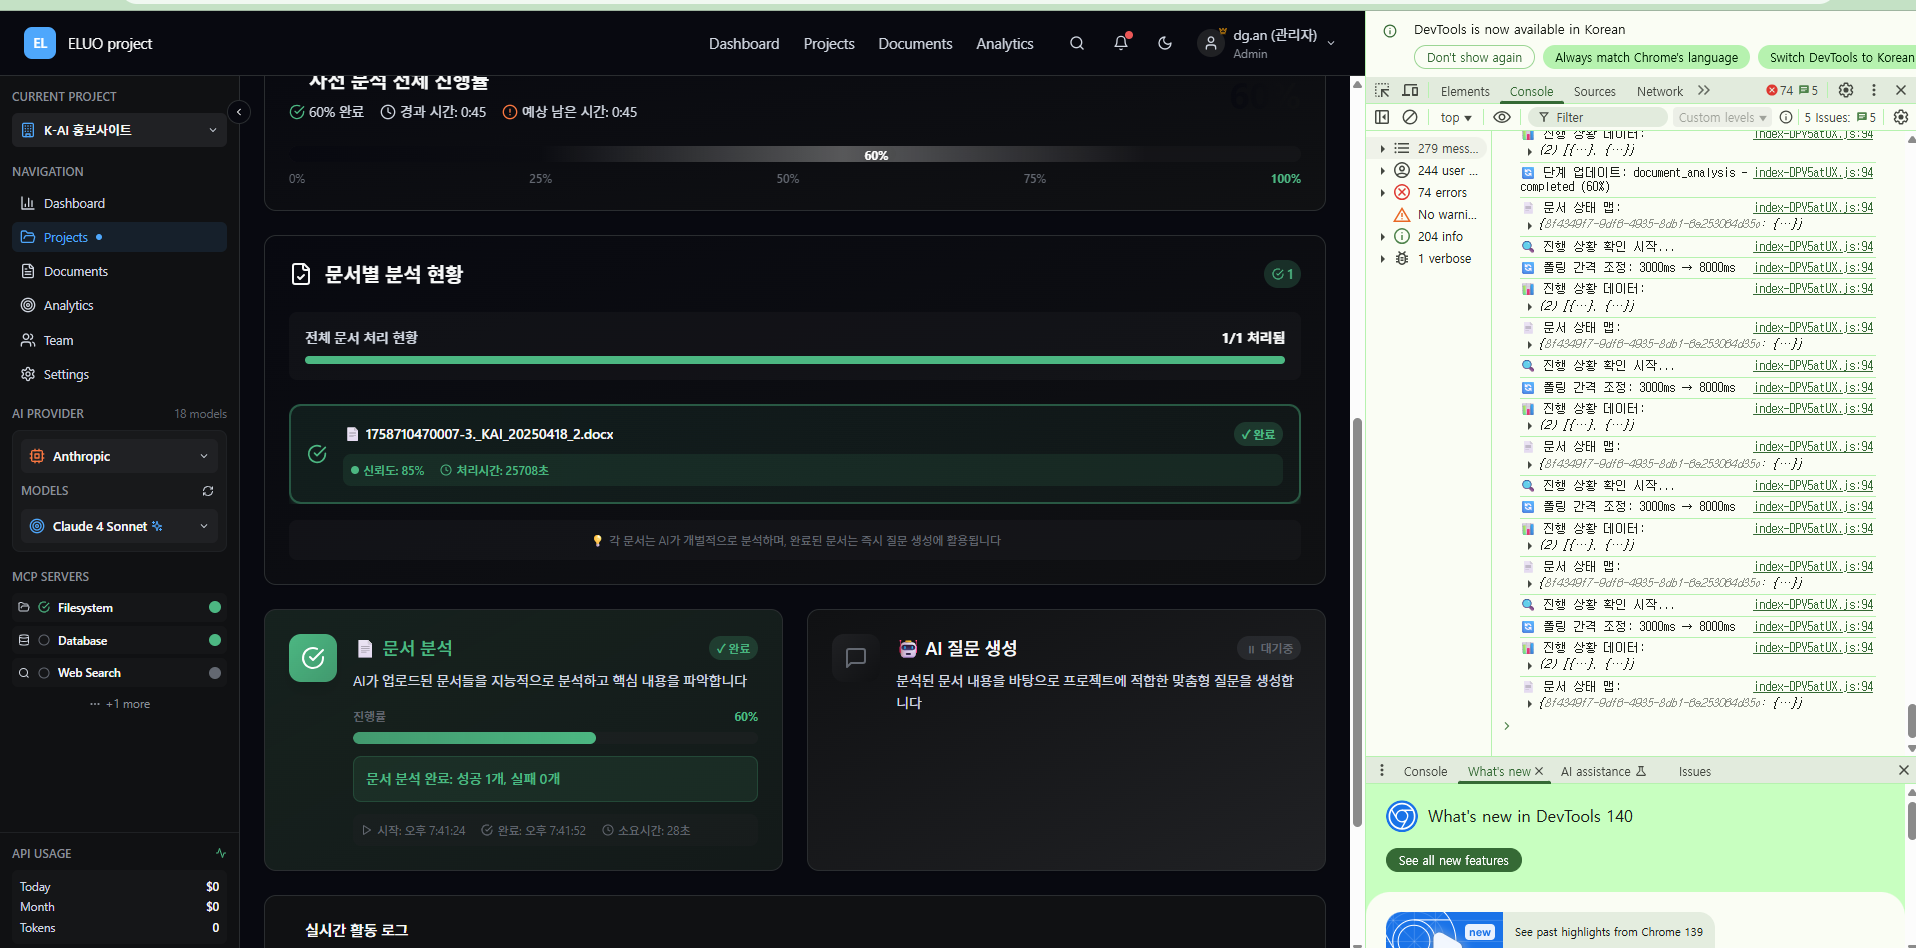 EL ELUO project
Dashboard Projects Documents Analytics dg.an (관리자)
Admin
CURRENT PROJECT
K-AI 홍보사이트
NAVIGATION
Dashboard
Projects
Documents
Analytics
Team
Settings
AI PROVIDER 18 models
Anthropic
MODELS
Claude 4 Sonnet
MCP SERVERS
Filesystem
Database
Web Search
··· +1 more
API USAGE
Today $0
Month $0
Tokens 0
사전 분석 전체 진행률
60% 완료 경과 시간: 0:45 예상 남은 시간: 0:45
60%
0% 25% 50% 75% 100%
문서별 분석 현황 1
전체 문서 처리 현황 1/1 처리됨
1758710470007-3._KAI_20250418_2.docx ✓ 완료
신뢰도: 85% 처리시간: 25708초
각 문서는 AI가 개별적으로 분석하며, 완료된 문서는 즉시 질문 생성에 활용됩니다
문서 분석 ✓ 완료
AI가 업로드된 문서들을 지능적으로 분석하고 핵심 내용을 파악합니다
진행률 60%
문서 분석 완료: 성공 1개, 실패 0개
시작: 오후 7:41:24 완료: 오후 7:41:52 소요시간: 28초
AI 질문 생성 대기중
분석된 문서 내용을 바탕으로 프로젝트에 적합한 맞춤형 질문을 생성합
니다
실시간 활동 로그
DevTools is now available in Korean
Don't show again Always match Chrome's language Switch DevTools to Korean
Elements Console Sources Network 74 5
top Filter Custom levels 5 Issues: 5
279 mess...
244 user ...
74 errors
No warni...
204 info
1 verbose
진행 상황 데이터: index-DPV5atUX.js:94
(2) [{…}, {…}]
단계 업데이트: document_analysis - index-DPV5atUX.js:94
completed (60%)
문서 상태 맵: index-DPV5atUX.js:94
{8f4349f7-9df6-4935-8db1-6a253064d35o: {…}}
진행 상황 확인 시작... index-DPV5atUX.js:94
폴링 간격 조정: 3000ms → 8000ms index-DPV5atUX.js:94
진행 상황 데이터: index-DPV5atUX.js:94
(2) [{…}, {…}]
문서 상태 맵: index-DPV5atUX.js:94
{8f4349f7-9df6-4935-8db1-6a253064d35o: {…}}
진행 상황 확인 시작... index-DPV5atUX.js:94
폴링 간격 조정: 3000ms → 8000ms index-DPV5atUX.js:94
진행 상황 데이터: index-DPV5atUX.js:94
(2) [{…}, {…}]
문서 상태 맵: index-DPV5atUX.js:94
{8f4349f7-9df6-4935-8db1-6a253064d35o: {…}}
진행 상황 확인 시작... index-DPV5atUX.js:94
폴링 간격 조정: 3000ms → 8000ms index-DPV5atUX.js:94
진행 상황 데이터: index-DPV5atUX.js:94
(2) [{…}, {…}]
문서 상태 맵: index-DPV5atUX.js:94
{8f4349f7-9df6-4935-8db1-6a253064d35o: {…}}
진행 상황 확인 시작... index-DPV5atUX.js:94
폴링 간격 조정: 3000ms → 8000ms index-DPV5atUX.js:94
진행 상황 데이터: index-DPV5atUX.js:94
(2) [{…}, {…}]
문서 상태 맵: index-DPV5atUX.js:94
{8f4349f7-9df6-4935-8db1-6a253064d35o: {…}}
Console What's new AI assistance Issues
What's new in DevTools 140
See all new features
new See past highlights from Chrome 139